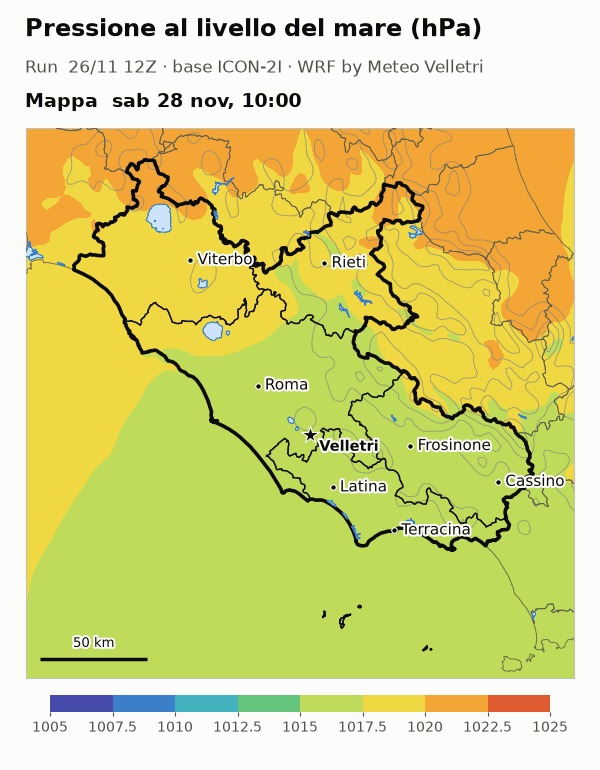 Pressione al livello del mare (hPa)
Run  26/11 12Z · base ICON-2I · WRF by Meteo Velletri
Mappa  sab 28 nov, 10:00
Viterbo
Rieti
Roma
Velletri
Frosinone
Latina
Cassino
Terracina
50 km
1005 1007.5 1010 1012.5 1015 1017.5 1020 1022.5 1025